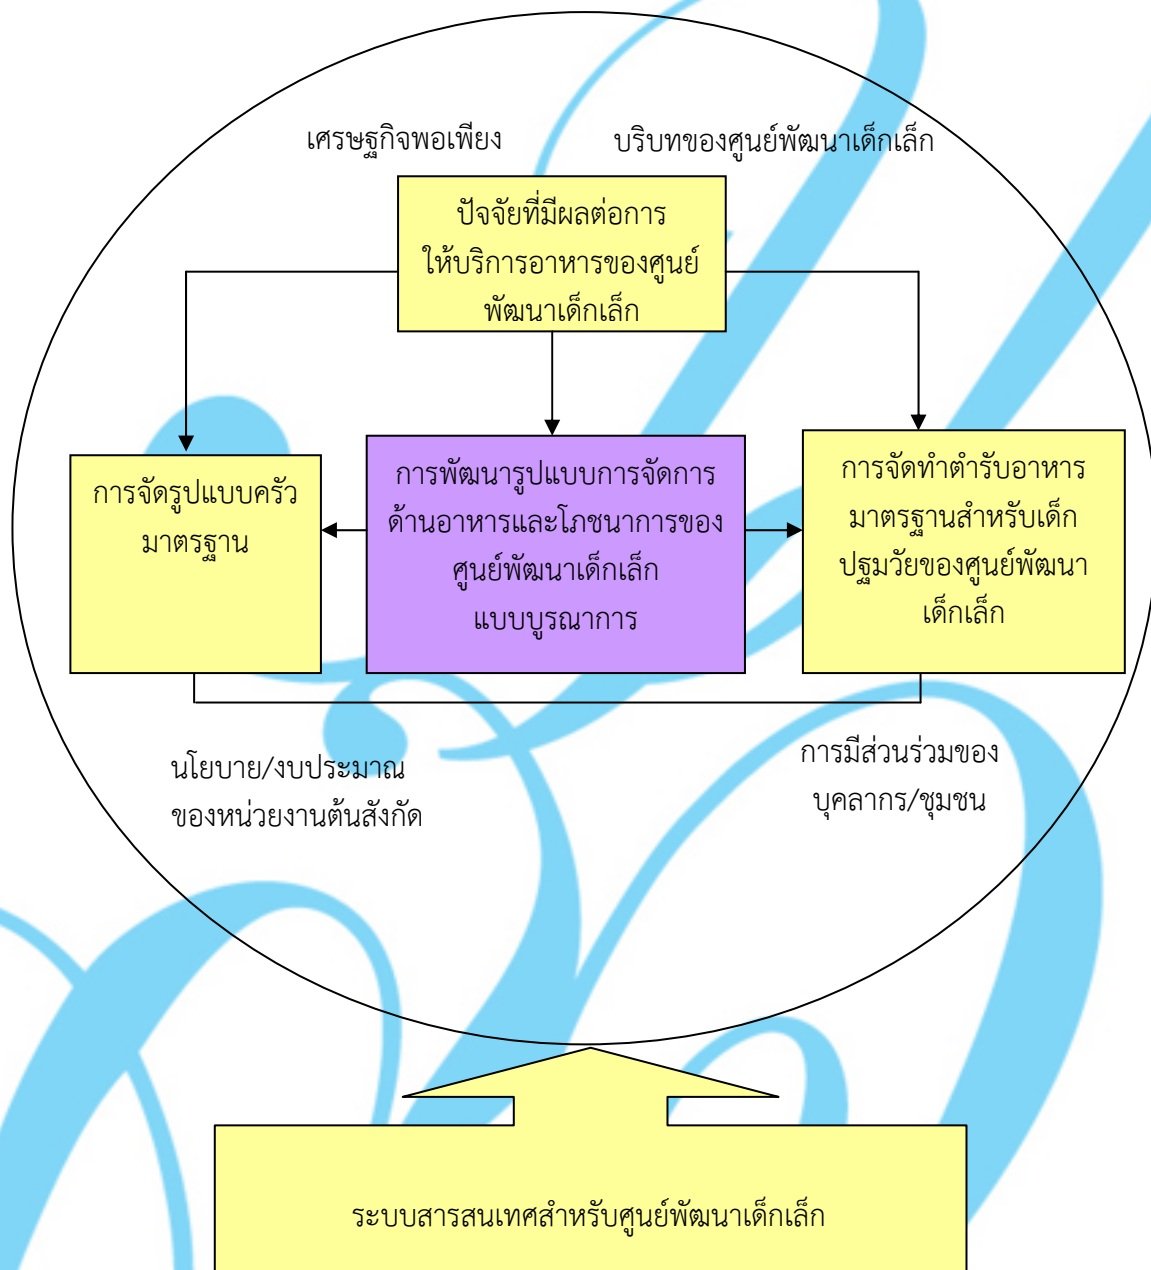 เศรษฐกิจพอเพียง
บริบทของศูนย์พัฒนาเด็กเล็ก
ปัจจัยที่มีผลต่อการ
ให้บริการอาหารของศูนย์
พัฒนาเด็กเล็ก
การจัดรูปแบบครัว
มาตรฐาน
การพัฒนารูปแบบการจัดการ
ด้านอาหารและโภชนาการของ
ศูนย์พัฒนาเด็กเล็ก
แบบบูรณาการ
การจัดทำตำรับอาหาร
มาตรฐานสำหรับเด็ก
ปฐมวัยของศูนย์พัฒนา
เด็กเล็ก
นโยบาย/งบประมาณ
ของหน่วยงานต้นสังกัด
การมีส่วนร่วมของ
บุคลากร/ชุมชน
ระบบสารสนเทศสำหรับศูนย์พัฒนาเด็กเล็ก